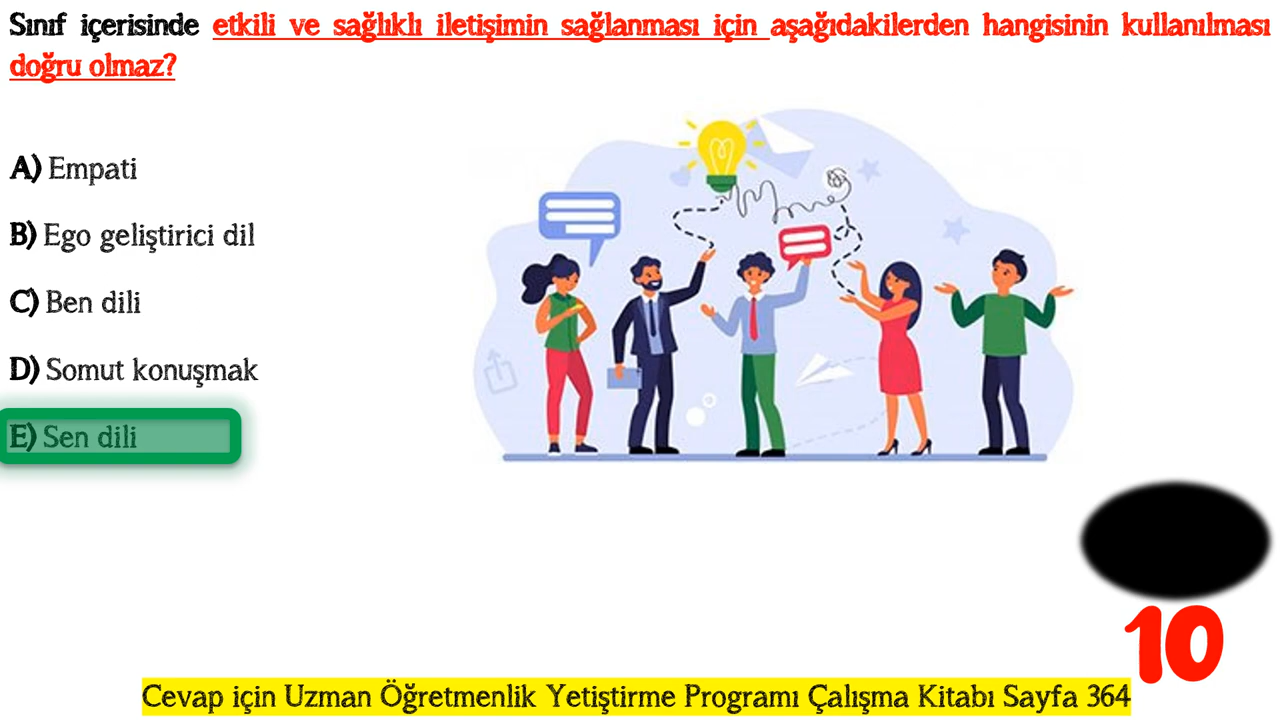 Sınıf içerisinde etkili ve sağlıklı iletişimin sağlanması için aşağıdakilerden hangisinin kullanılması
doğru olmaz?
A) Empati
B) Ego geliştirici dil
C) Ben dili
D) Somut konuşmak
E) Sen dili
10
Cevap için Uzman Öğretmenlik Yetiştirme Programı Çalışma Kitabı Sayfa 364